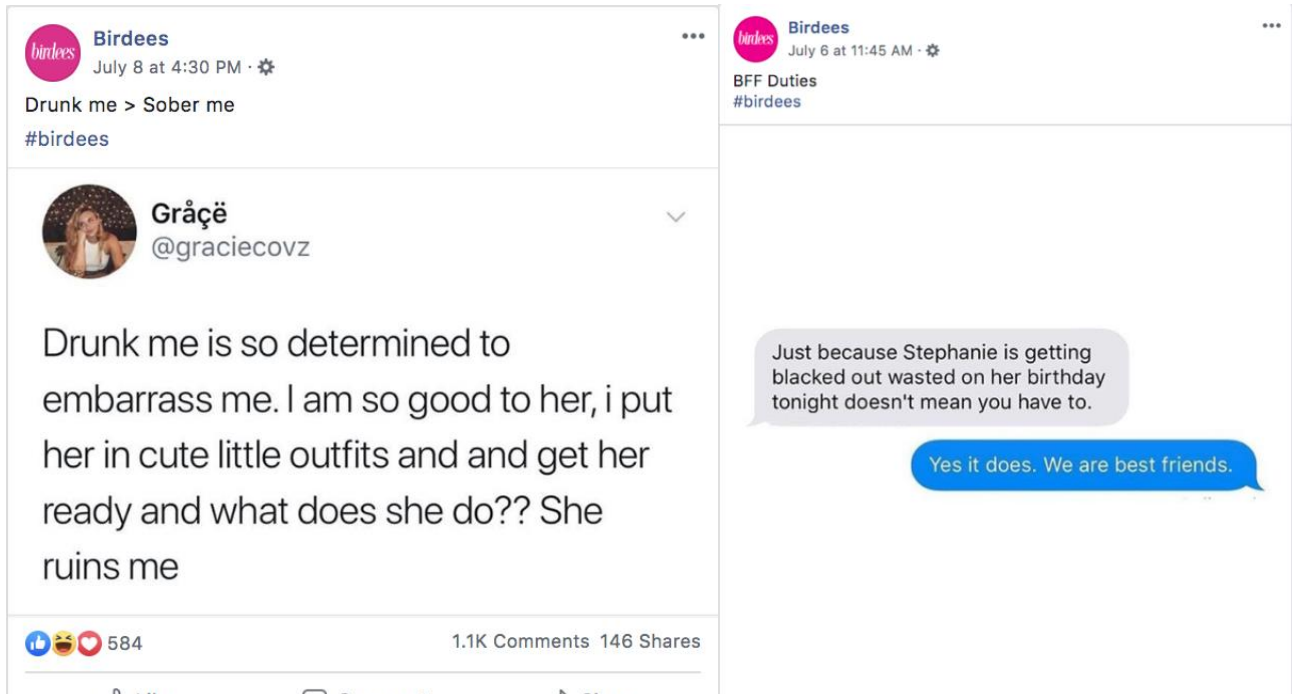 birdees
Birdees
July 8 at 4:30 PM ·
Drunk me > Sober me
#birdees
Gråçë
@graciecovz
Drunk me is so determined to
embarrass me. I am so good to her, i put
her in cute little outfits and and get her
ready and what does she do?? She
ruins me
584
1.1K Comments 146 Shares
birdees
Birdees
July 6 at 11:45 AM ·
BFF Duties
#birdees
Just because Stephanie is getting
blacked out wasted on her birthday
tonight doesn't mean you have to.
Yes it does. We are best friends.